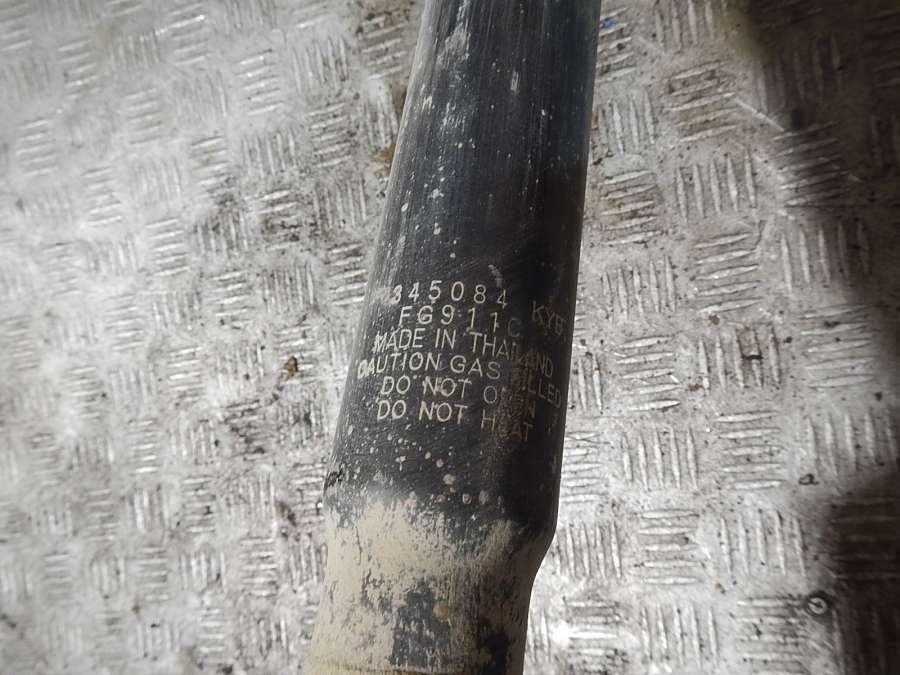 345084 KYB
FG911C
MADE IN THAILAND
CAUTION GAS FILLED
DO NOT OPEN
DO NOT HEAT